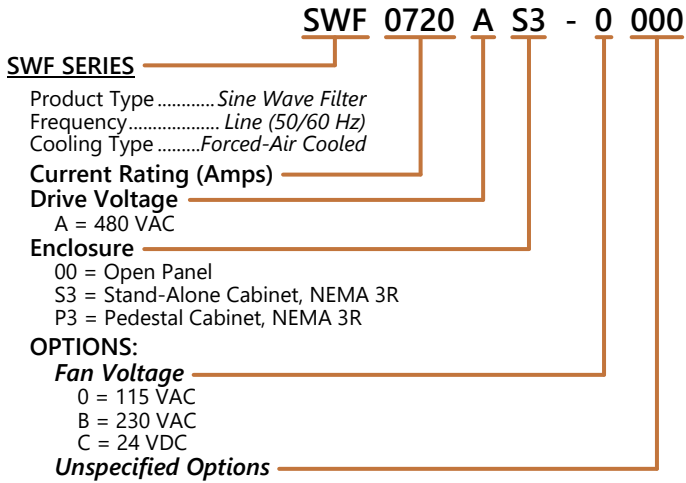 SWF 0720 A S3 - 0 000
SWF SERIES
Product Type ............ Sine Wave Filter
Frequency................... Line (50/60 Hz)
Cooling Type .........Forced-Air Cooled
Current Rating (Amps)
Drive Voltage
A = 480 VAC
Enclosure
00 = Open Panel
S3 = Stand-Alone Cabinet, NEMA 3R
P3 = Pedestal Cabinet, NEMA 3R
OPTIONS:
Fan Voltage
0 = 115 VAC
B = 230 VAC
C = 24 VDC
Unspecified Options